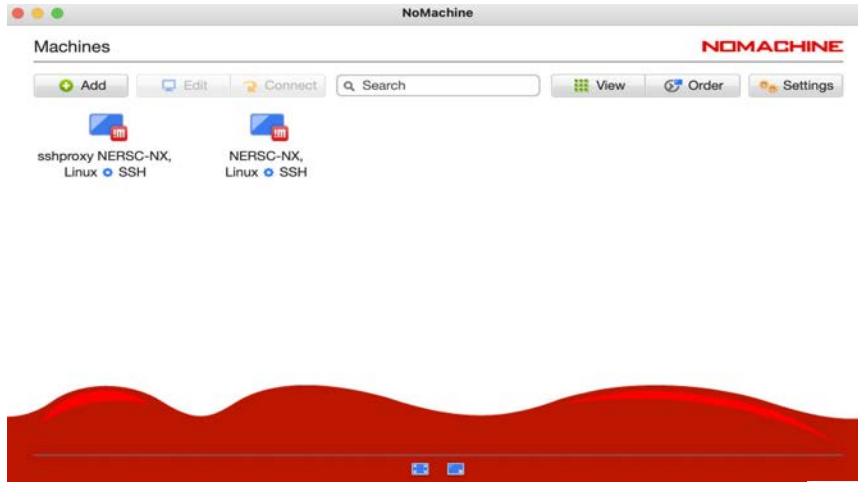 NoMachine
Machines
NOMACHINE
Add
Edit
Connect
Search
View
Order
Settings
!m
!m
sshproxy NERSC-NX,
Linux SSH
NERSC-NX,
Linux SSH